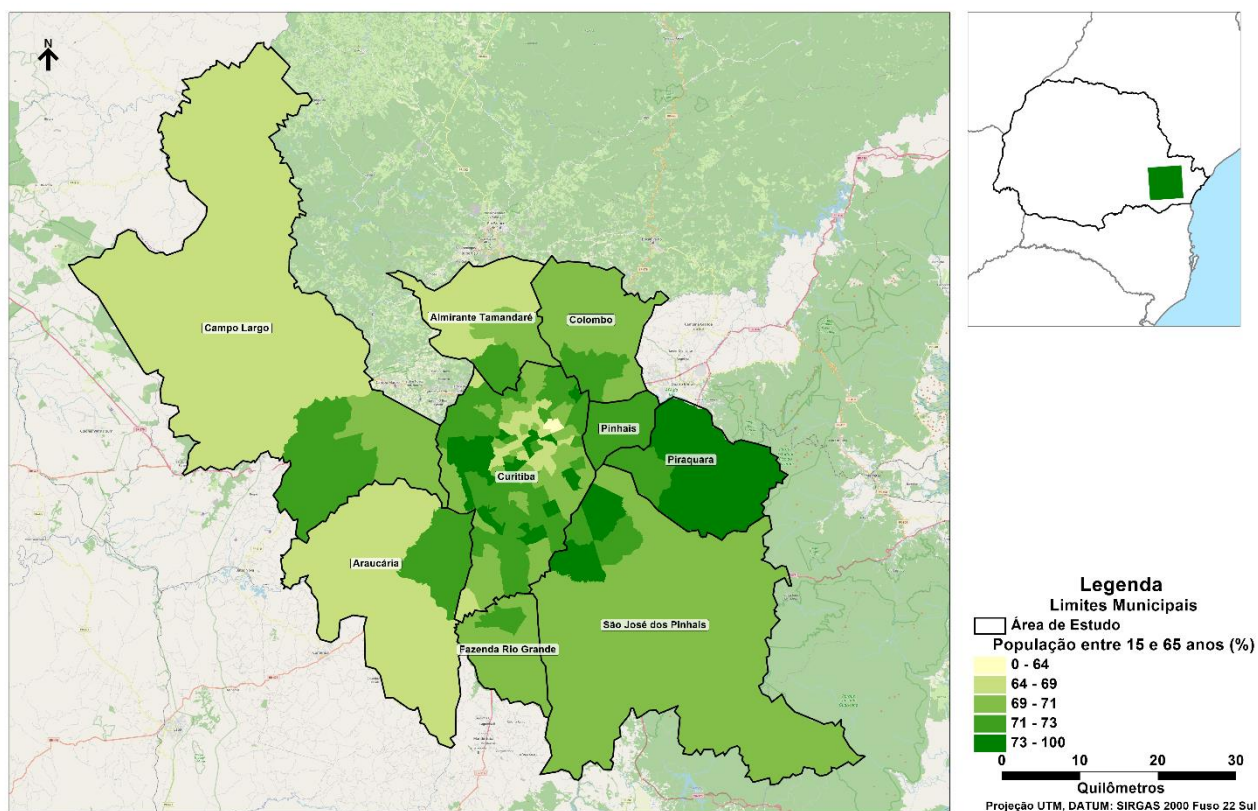 N
Campo Largo
Almirante Tamandaré
Colombo
Pinhais
Piraquara
Curitiba
Araucária
São José dos Pinhais
Fazenda Rio Grande
Legenda
Limites Municipais
Área de Estudo
População entre 15 e 65 anos (%)
0 - 64
64 - 69
69 - 71
71 - 73
73 - 100
0 10 20 30
Quilômetros
Projeção UTM, DATUM: SIRGAS 2000 Fuso 22 Sul